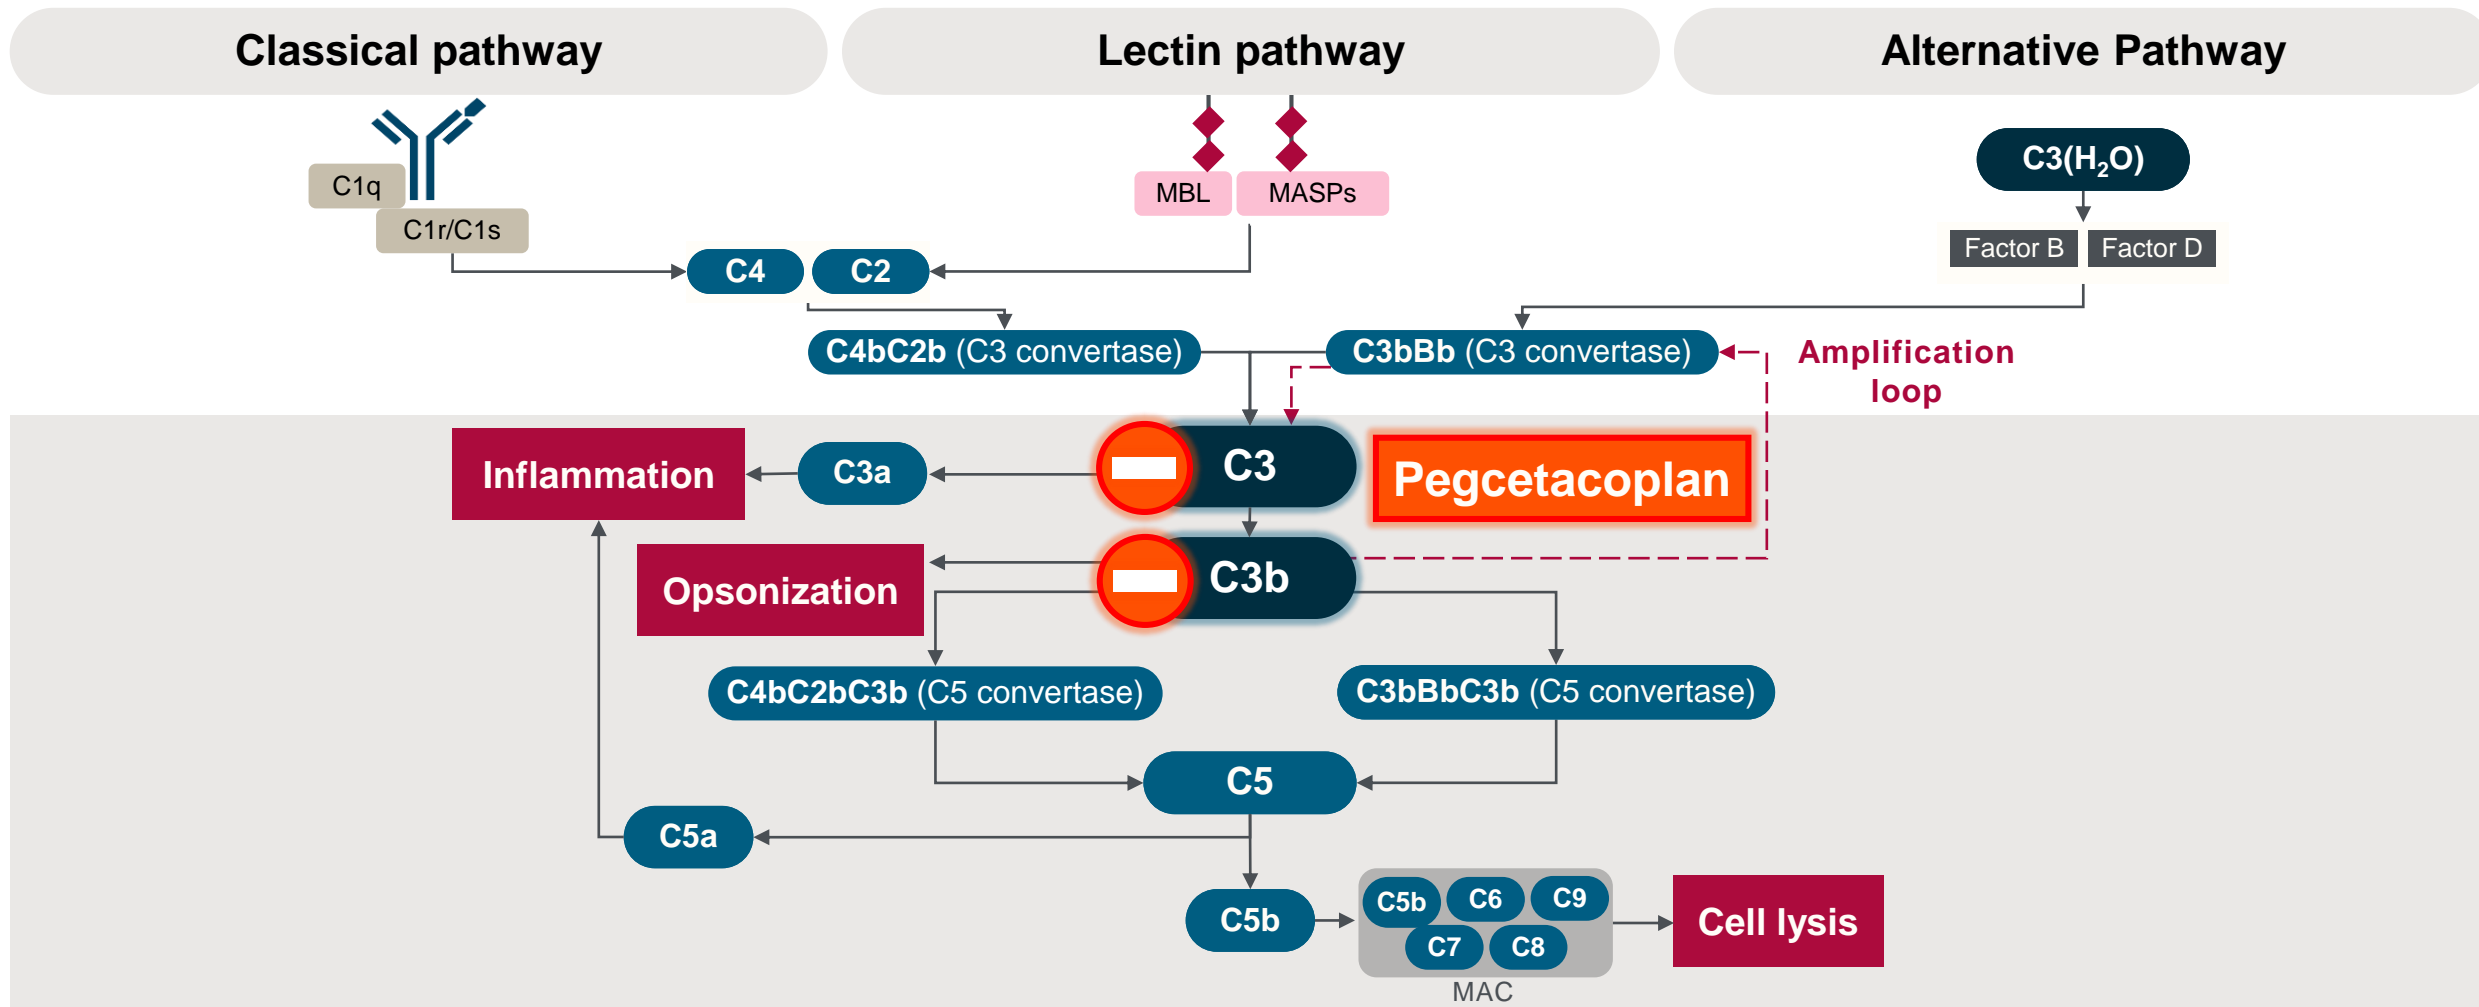 Classical pathway
Lectin pathway
Alternative Pathway
C1q
C1r/C1s
MBL
MASPs
C3(H₂O)
Factor B
Factor D
C4
C2
C4bC2b (C3 convertase)
C3bBb (C3 convertase)
Amplification
loop
Inflammation
C3a
C3
Pegcetacoplan
Opsonization
C3b
C4bC2bC3b (C5 convertase)
C3bBbC3b (C5 convertase)
C5
C5a
C5b
C5b
C6
C9
C7
C8
MAC
Cell lysis